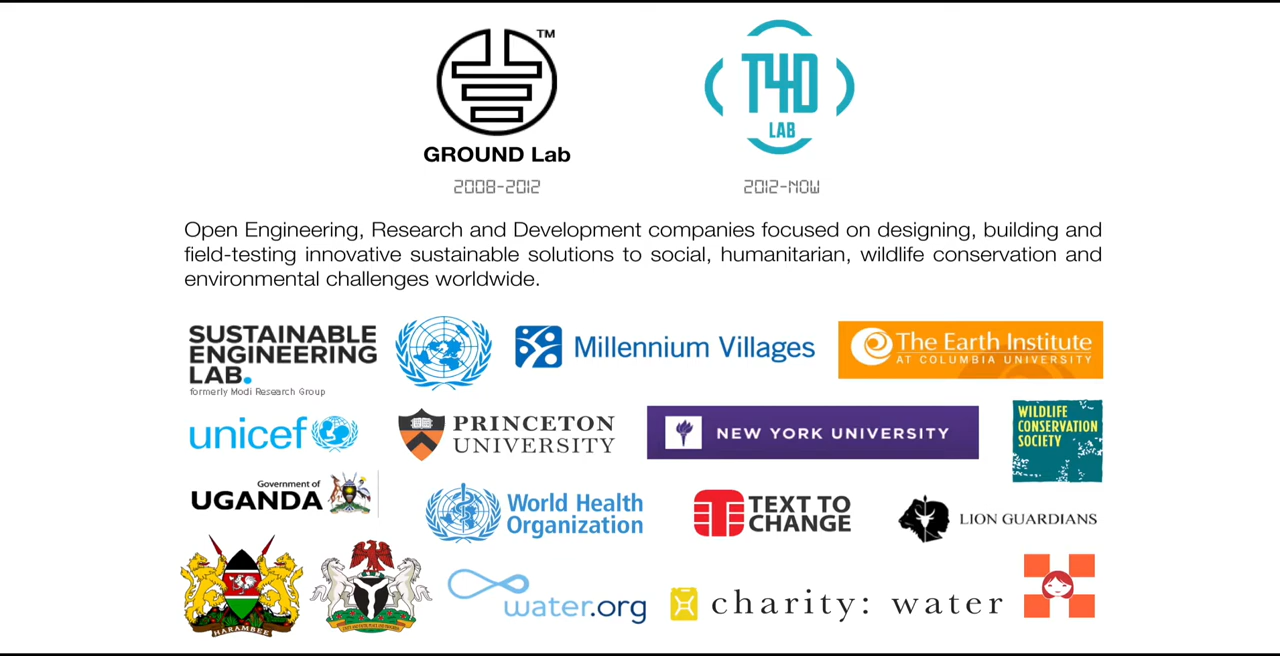 TM
GROUND Lab
2008-2012
T4D
LAB
2012-NOW
Open Engineering, Research and Development companies focused on designing, building and
field-testing innovative sustainable solutions to social, humanitarian, wildlife conservation and
environmental challenges worldwide.
SUSTAINABLE
ENGINEERING
LAB.
formerly Modi Research Group
Millennium Villages
The Earth Institute
AT COLUMBIA UNIVERSITY
unicef
PRINCETON
UNIVERSITY
NEW YORK UNIVERSITY
WILDLIFE
CONSERVATION
SOCIETY
Government of
UGANDA
World Health
Organization
TEXT TO
CHANGE
LION GUARDIANS
HARAMBEE
water.org
charity: water